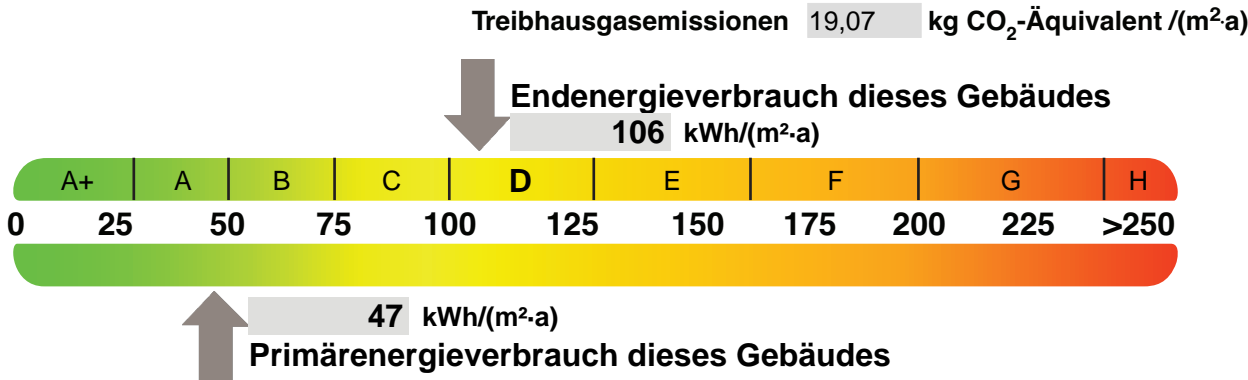 Treibhausgasemissionen 19,07 kg CO₂-Äquivalent /(m²·a)
Endenergieverbrauch dieses Gebäudes
106 kWh/(m²·a)
A+ A B C D E F G H
0 25 50 75 100 125 150 175 200 225 >250
47 kWh/(m²·a)
Primärenergieverbrauch dieses Gebäudes